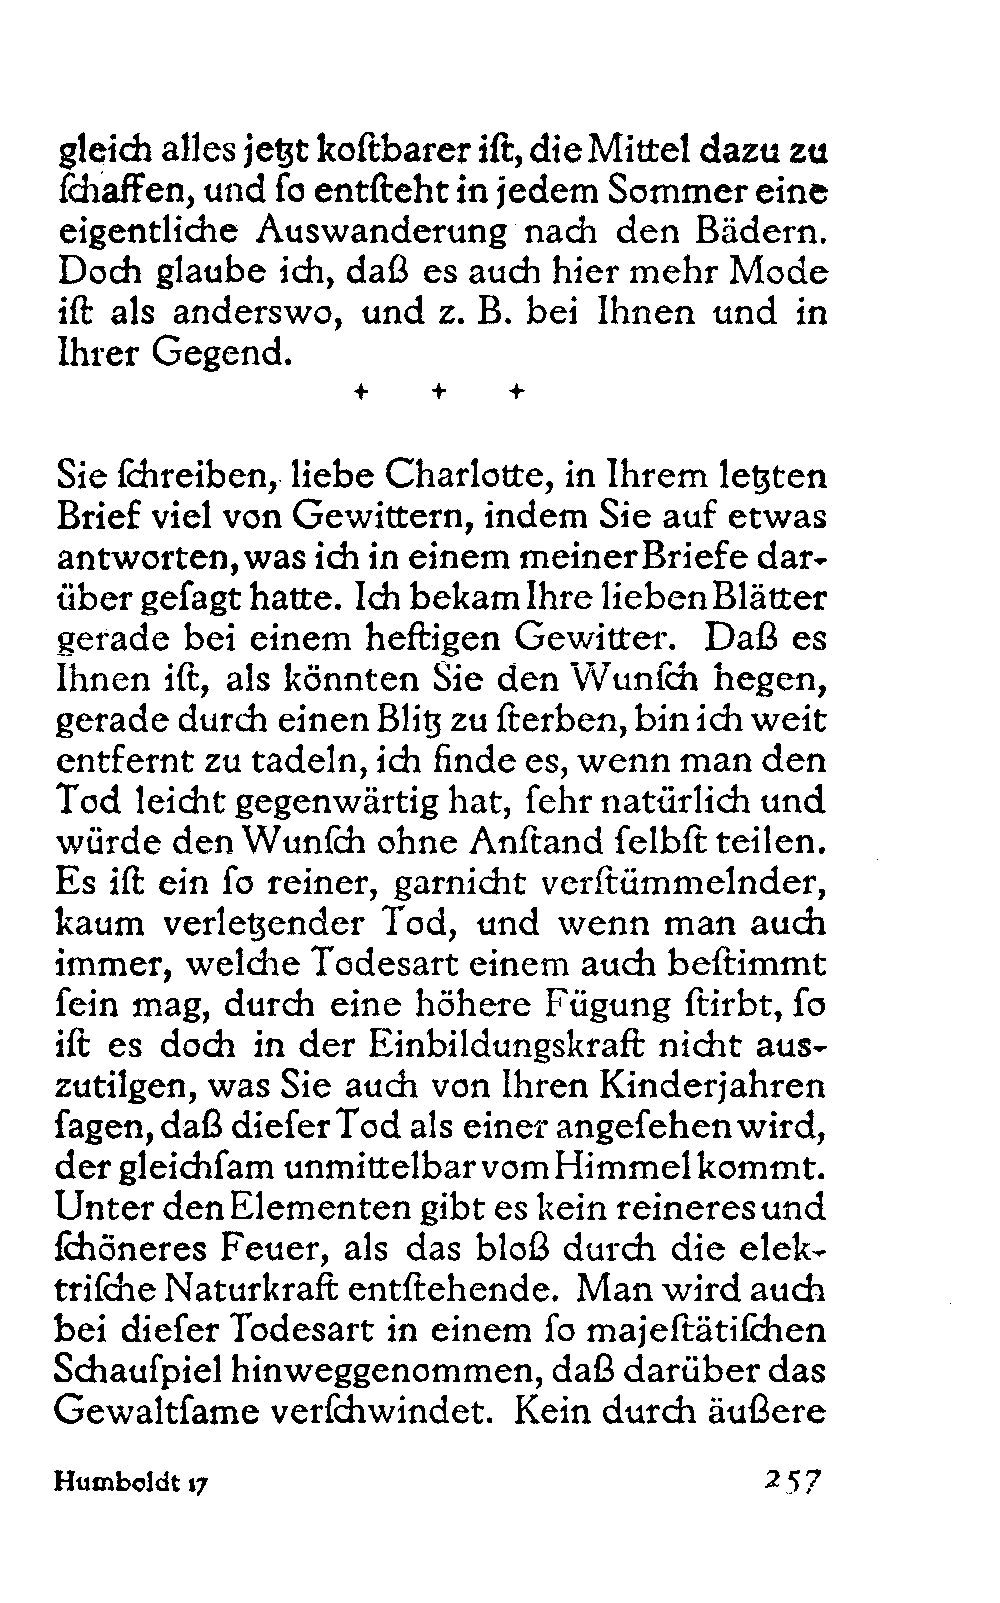 gleich alles jetzt koſtbarer iſt, die Mittel dazu zu
ſchaffen, und ſo entſteht in jedem Sommer eine
eigentliche Auswanderung nach den Bädern.
Doch glaube ich, daß es auch hier mehr Mode
iſt als anderswo, und z. B. bei Ihnen und in
Ihrer Gegend.
+ + +
Sie ſchreiben, liebe Charlotte, in Ihrem letzten
Brief viel von Gewittern, indem Sie auf etwas
antworten, was ich in einem meiner Briefe dar-
über geſagt hatte. Ich bekam Ihre lieben Blätter
gerade bei einem heftigen Gewitter. Daß es
Ihnen iſt, als könnten Sie den Wunſch hegen,
gerade durch einen Blitz zu ſterben, bin ich weit
entfernt zu tadeln, ich finde es, wenn man den
Tod leicht gegenwärtig hat, ſehr natürlich und
würde den Wunſch ohne Anſtand ſelbſt teilen.
Es iſt ein ſo reiner, garnicht verſtümmelnder,
kaum verletzender Tod, und wenn man auch
immer, welche Todesart einem auch beſtimmt
ſein mag, durch eine höhere Fügung ſtirbt, ſo
iſt es doch in der Einbildungskraft nicht aus-
zutilgen, was Sie auch von Ihren Kinderjahren
ſagen, daß dieſer Tod als einer angeſehen wird,
der gleichſam unmittelbar vom Himmel kommt.
Unter den Elementen gibt es kein reineres und
ſchöneres Feuer, als das bloß durch die elek-
triſche Naturkraft entſtehende. Man wird auch
bei dieſer Todesart in einem ſo majeſtätiſchen
Schauſpiel hinweggenommen, daß darüber das
Gewaltſame verſchwindet. Kein durch äußere
Humboldt 17
257